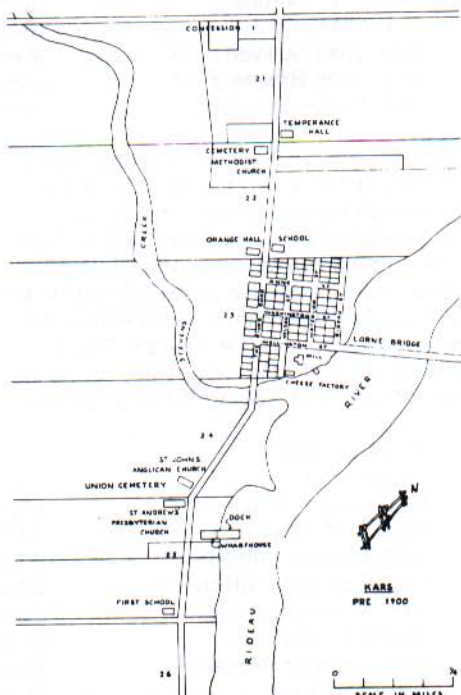 CONCESSION 1
21
TEMPERANCE
HALL
CEMETERY
METHODIST
CHURCH
22
CREEK
STEVENS
ORANGE HALL
SCHOOL
ANNE
ST
23
WASHINGTON
ST
WELLINGTON
ST
LORNE BRIDGE
MILL
CHEESE FACTORY
RIVER
24
ST JOHNS
ANGLICAN CHURCH
UNION CEMETERY
ST ANDREWS
PRESBYTERIAN
CHURCH
DOCK
WHARFHOUSE
25
N
KARS
PRE 1900
FIRST SCHOOL
RIDEAU
26
0
SCALE IN MILES